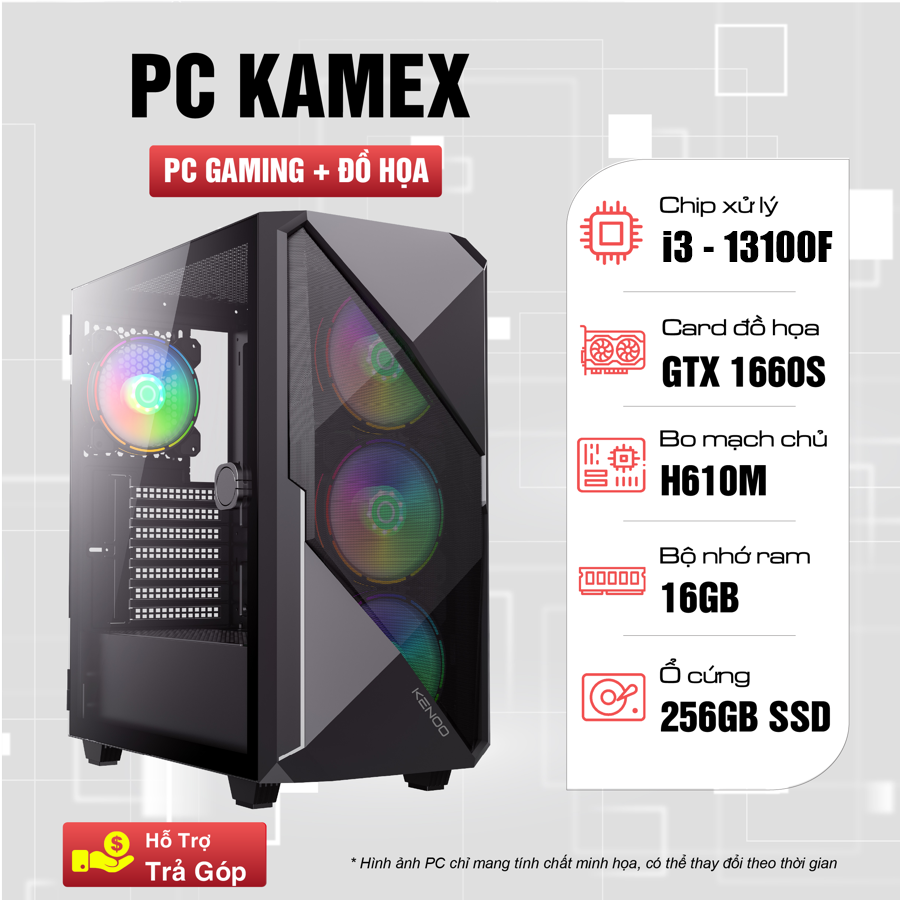 PC KAMEX
PC GAMING + ĐỒ HỌA
Chip xử lý
i3 - 13100F
Card đồ họa
GTX 1660S
Bo mạch chủ
H610M
Bộ nhớ ram
16GB
Ổ cứng
256GB SSD
KENOO
$
Hỗ Trợ
Trả Góp
* Hình ảnh PC chỉ mang tính chất minh họa, có thể thay đổi theo thời gian